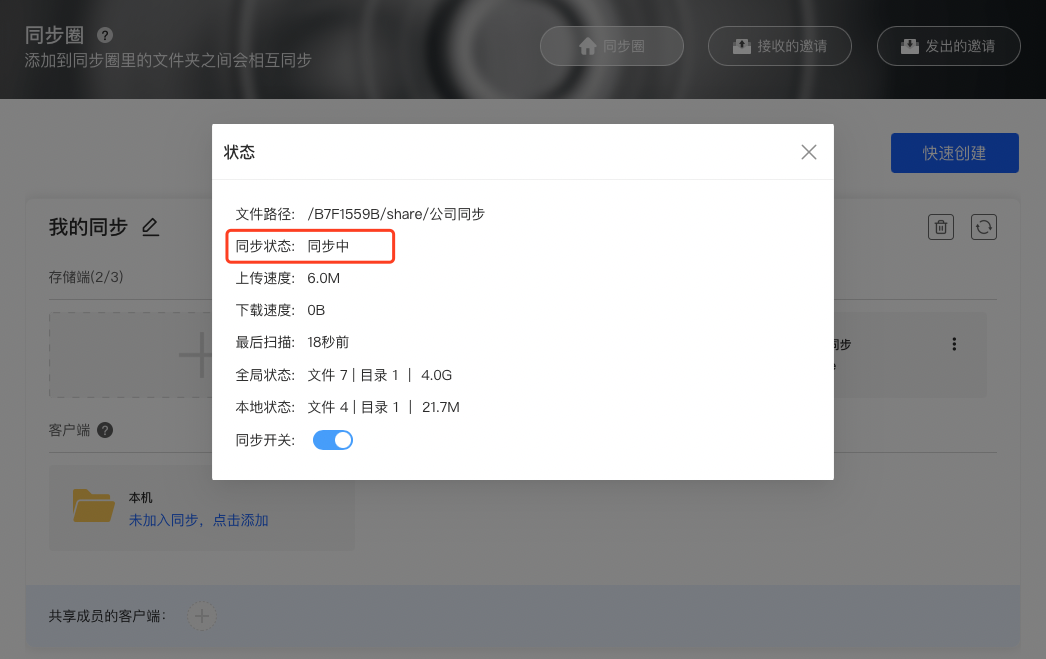 同步圈 ?
添加到同步圈里的文件夹之间会相互同步
同步圈
接收的邀请
发出的邀请
快速创建
状态
文件路径: /B7F1559B/share/公司同步
同步状态: 同步中
上传速度: 6.0M
下载速度: 0B
最后扫描: 18秒前
全局状态: 文件 7 | 目录 1 | 4.0G
本地状态: 文件 4 | 目录 1 | 21.7M
同步开关:
我的同步
存储端(2/3)
同步
客户端 ?
本机
未加入同步，点击添加
共享成员的客户端：